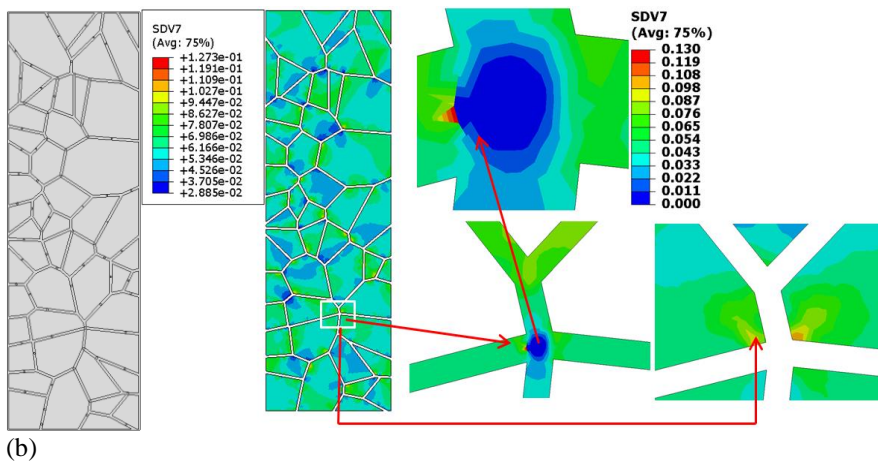 SDV7
(Avg: 75%)
+1.273e-01
+1.191e-01
+1.109e-01
+1.027e-01
+9.447e-02
+8.627e-02
+7.807e-02
+6.986e-02
+6.166e-02
+5.346e-02
+4.526e-02
+3.705e-02
+2.885e-02
SDV7
(Avg: 75%)
0.130
0.119
0.108
0.098
0.087
0.076
0.065
0.054
0.043
0.033
0.022
0.011
0.000
(b)